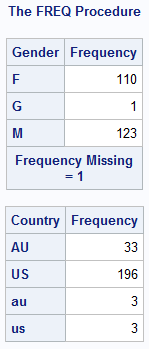 The FREQ Procedure
Gender Frequency
F 110
G 1
M 123
Frequency Missing
= 1
Country Frequency
AU 33
US 196
au 3
us 3